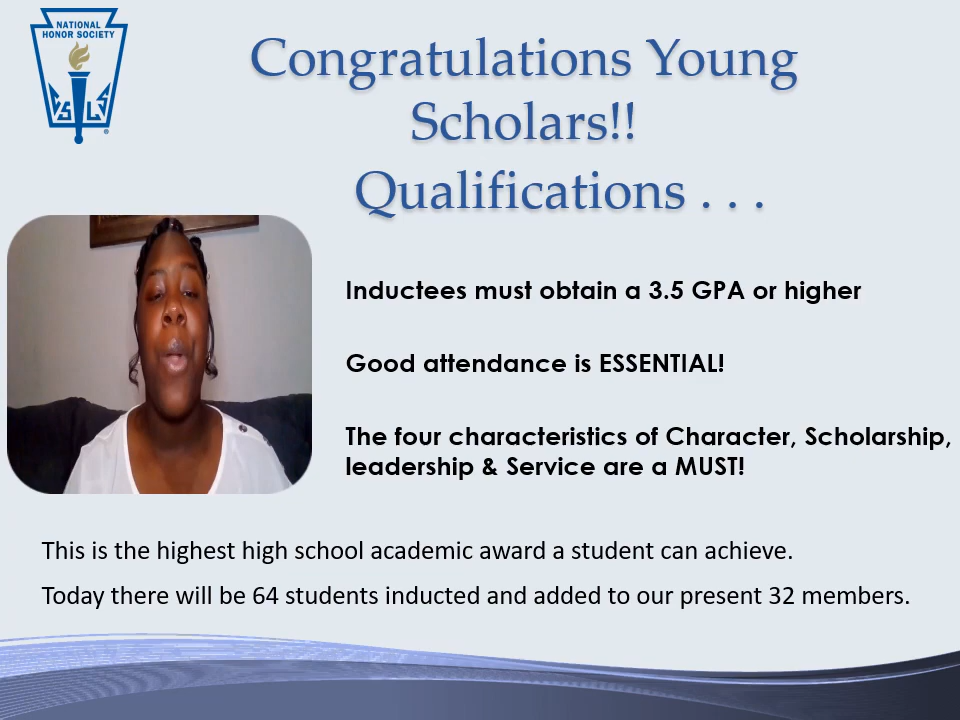 NATIONAL
HONOR SOCIETY
C S L S
Congratulations Young
Scholars!!
Qualifications . . .
Inductees must obtain a 3.5 GPA or higher
Good attendance is ESSENTIAL!
The four characteristics of Character, Scholarship,
leadership & Service are a MUST!
This is the highest high school academic award a student can achieve.
Today there will be 64 students inducted and added to our present 32 members.